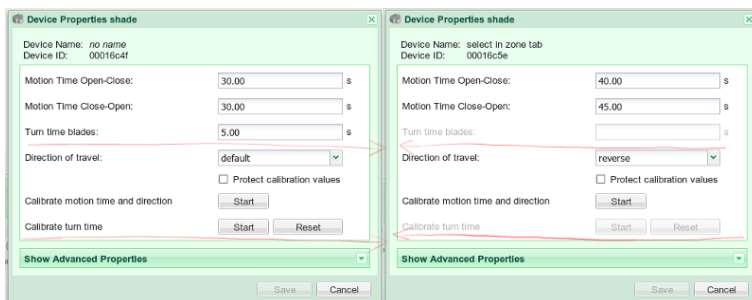 Device Properties shade
Device Name: no name
Device ID: 00016c4f
Motion Time Open-Close: 30.00 s
Motion Time Close-Open: 30.00 s
Turn time blades: 5.00 s
Direction of travel: default
Protect calibration values
Calibrate motion time and direction Start
Calibrate turn time Start Reset
Show Advanced Properties
Save Cancel
Device Properties shade
Device Name: select in zone tab
Device ID: 00016c5e
Motion Time Open-Close: 40.00 s
Motion Time Close-Open: 45.00 s
Turn time blades: s
Direction of travel: reverse
Protect calibration values
Calibrate motion time and direction Start
Calibrate turn time Start Reset
Show Advanced Properties
Save Cancel